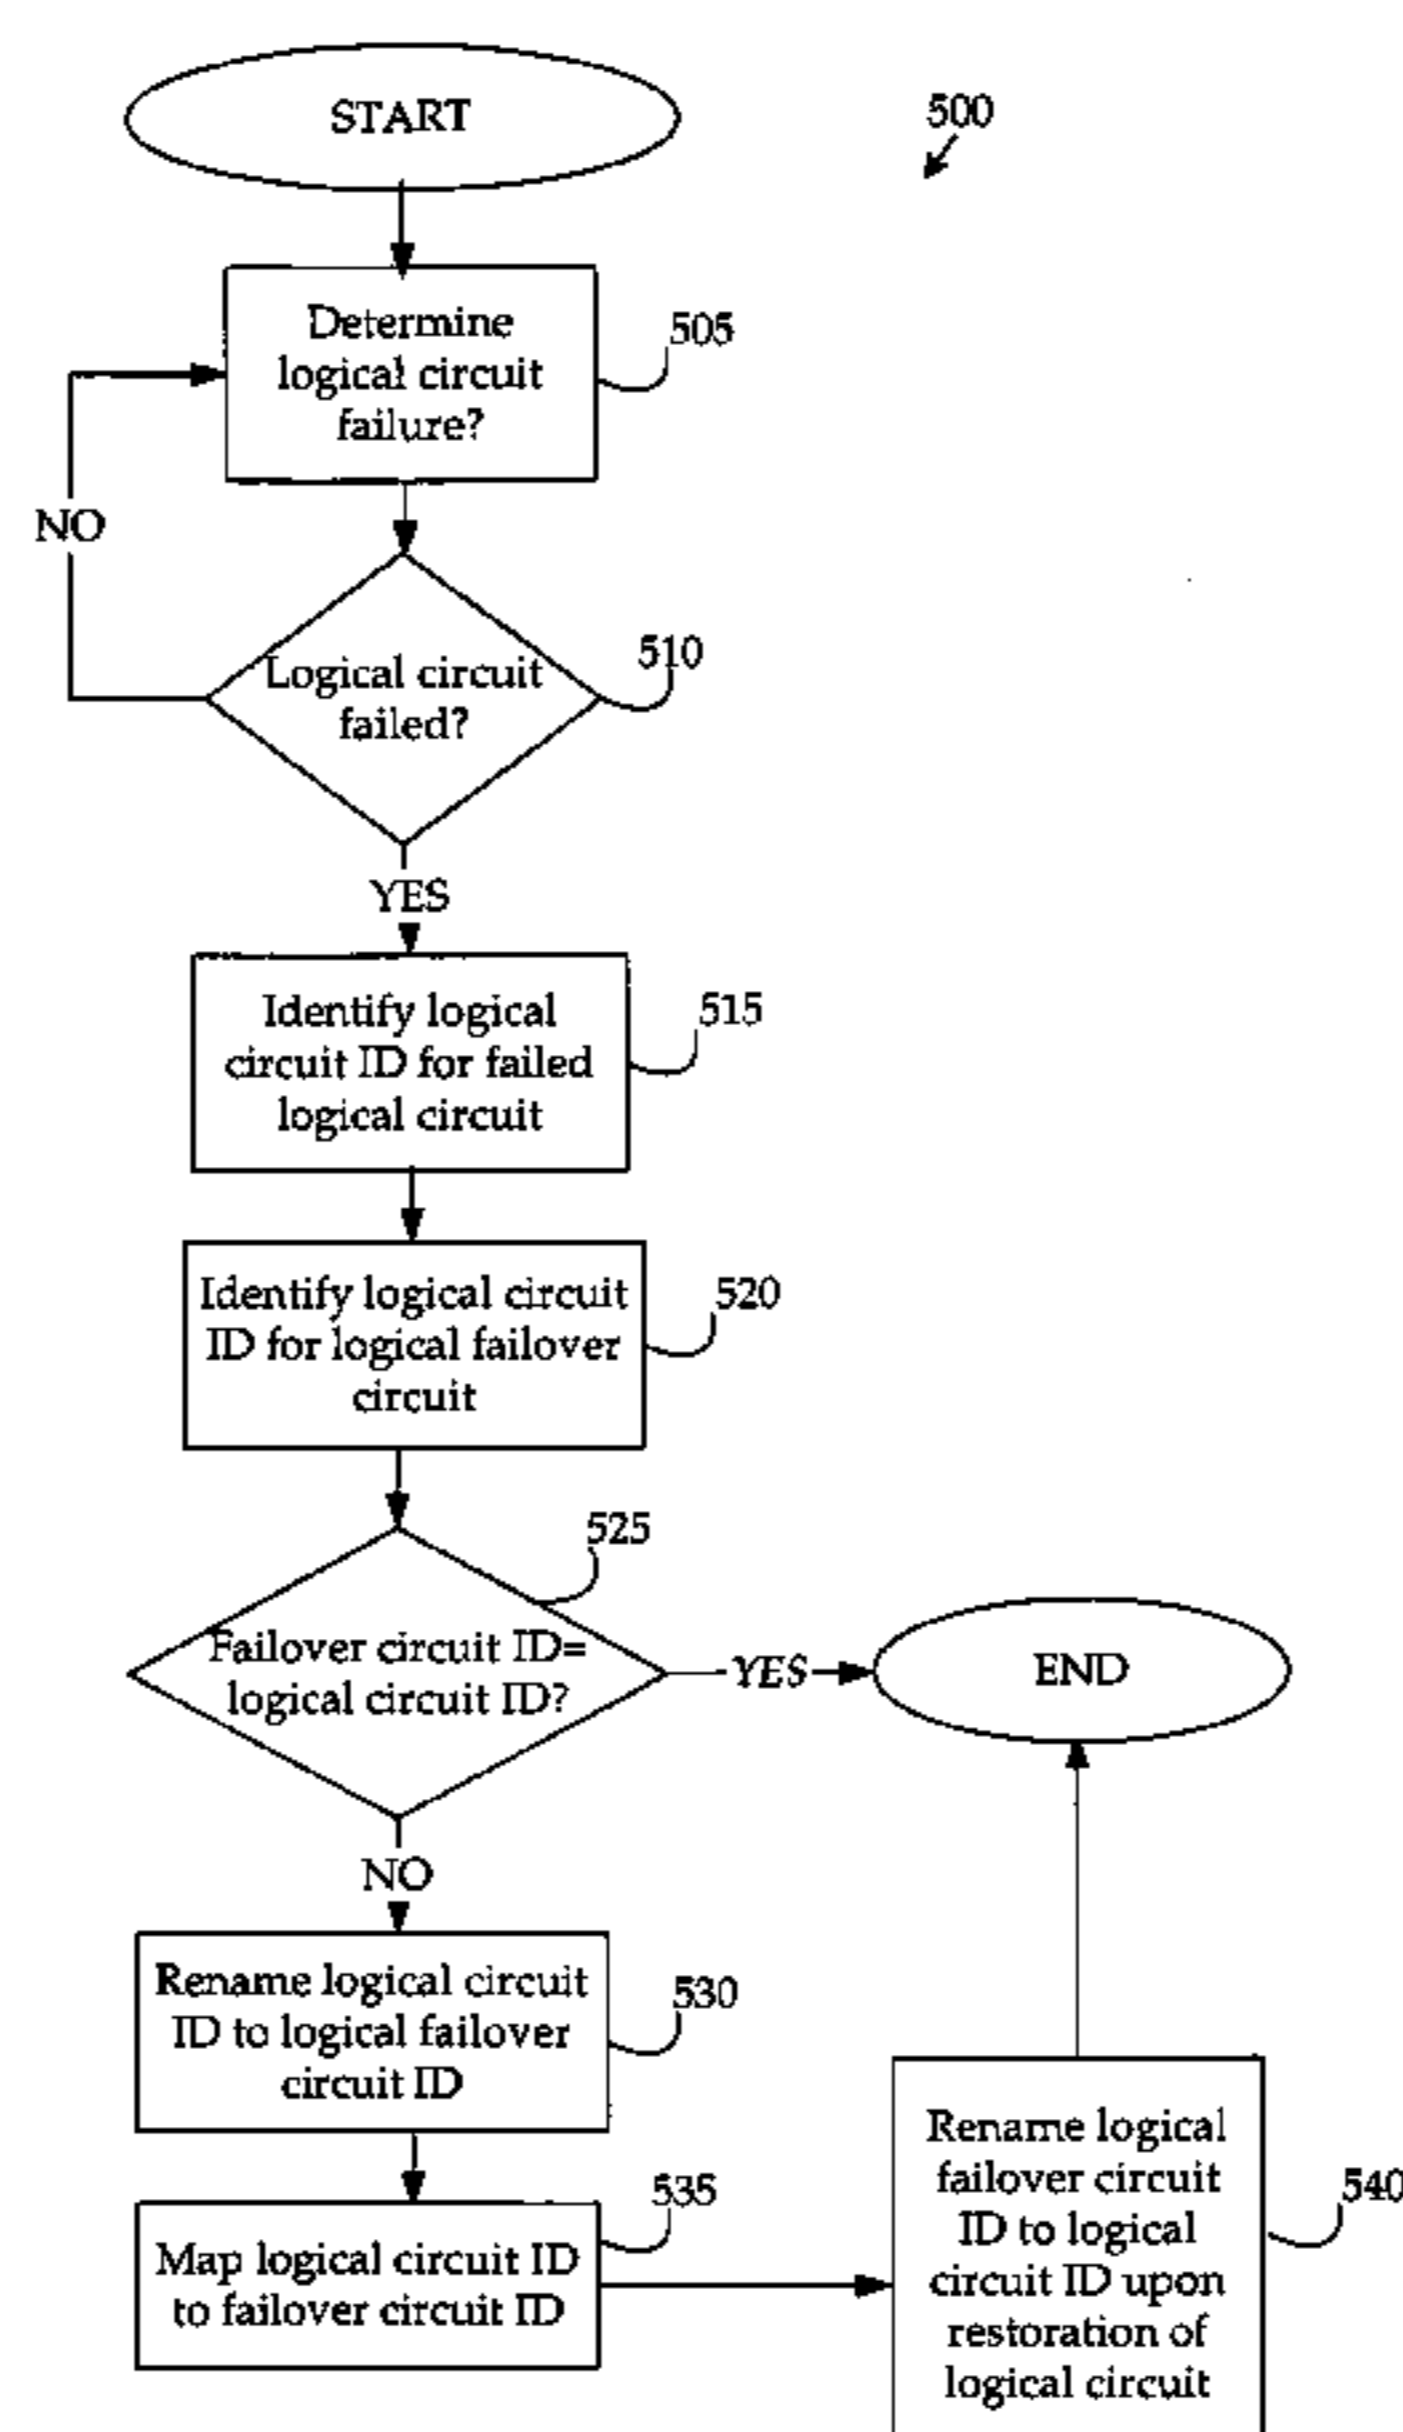 START
500
Determine
logical circuit
failure?
505
NO
Logical circuit
failed?
510
YES
Identify logical
circuit ID for failed
logical circuit
515
Identify logical circuit
ID for logical failover
circuit
520
525
Failover circuit ID=
logical circuit ID?
YES
END
NO
Rename logical circuit
ID to logical failover
circuit ID
530
Map logical circuit ID
to failover circuit ID
535
Rename logical
failover circuit
ID to logical
circuit ID upon
restoration of
logical circuit
540